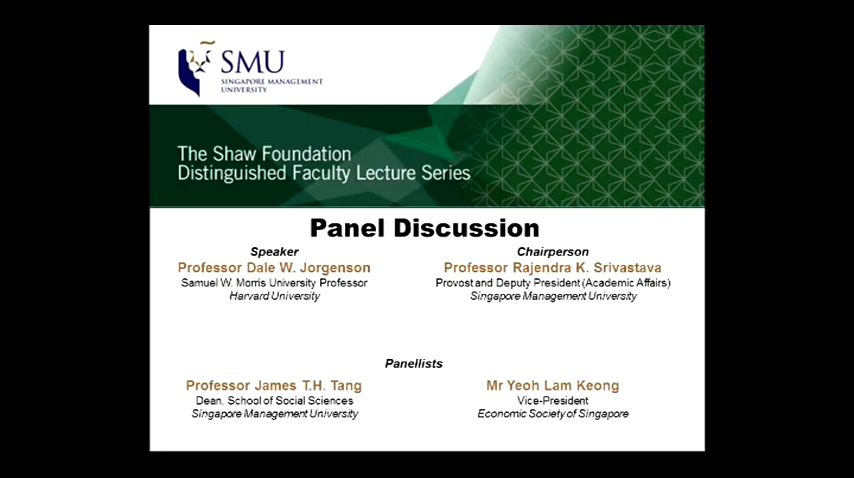 SMU
SINGAPORE MANAGEMENT
UNIVERSITY
The Shaw Foundation
Distinguished Faculty Lecture Series
Panel Discussion
Speaker
Professor Dale W. Jorgenson
Samuel W. Morris University Professor
Harvard University
Chairperson
Professor Rajendra K. Srivastava
Provost and Deputy President (Academic Affairs)
Singapore Management University
Panellists
Professor James T.H. Tang
Dean, School of Social Sciences
Singapore Management University
Mr Yeoh Lam Keong
Vice-President
Economic Society of Singapore